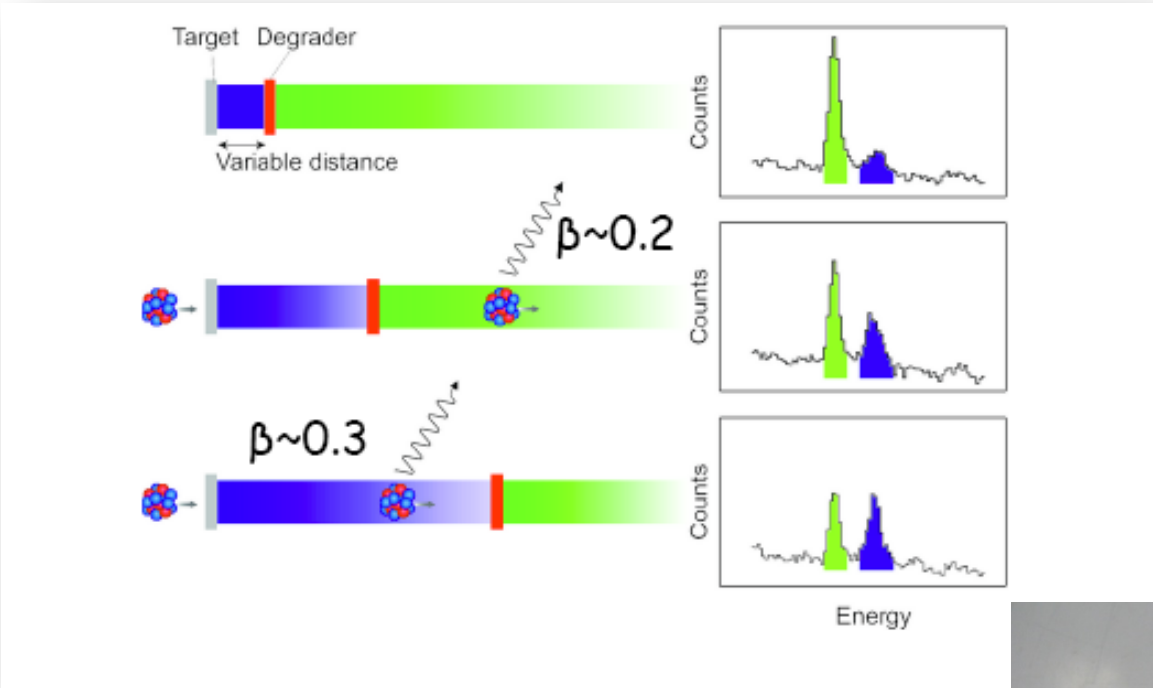 Target Degrader
Variable distance
Counts
β~0.2
Counts
β~0.3
Counts
Energy